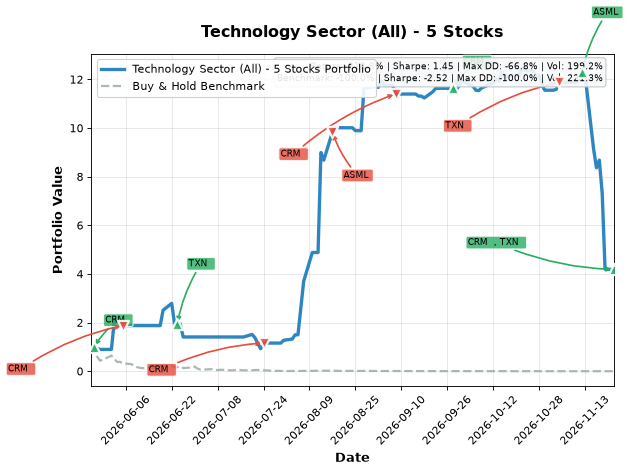 Technology Sector (All) - 5 Stocks
ASML
Technology Sector (All) - 5 Stocks Portfolio
Buy & Hold Benchmark
% | Sharpe: 1.45 | Max DD: -66.8% | Vol: 199.2%
| Sharpe: -2.52 | Max DD: -100.0% | Vol: 221.3%
12
10
8
6
4
2
0
Portfolio Value
CRM
ASML
TXN
CRM , TXN
TXN
CRM
CRM
CRM
2026-06-06
2026-06-22
2026-07-08
2026-07-24
2026-08-09
2026-08-25
2026-09-10
2026-09-26
2026-10-12
2026-10-28
2026-11-13
Date